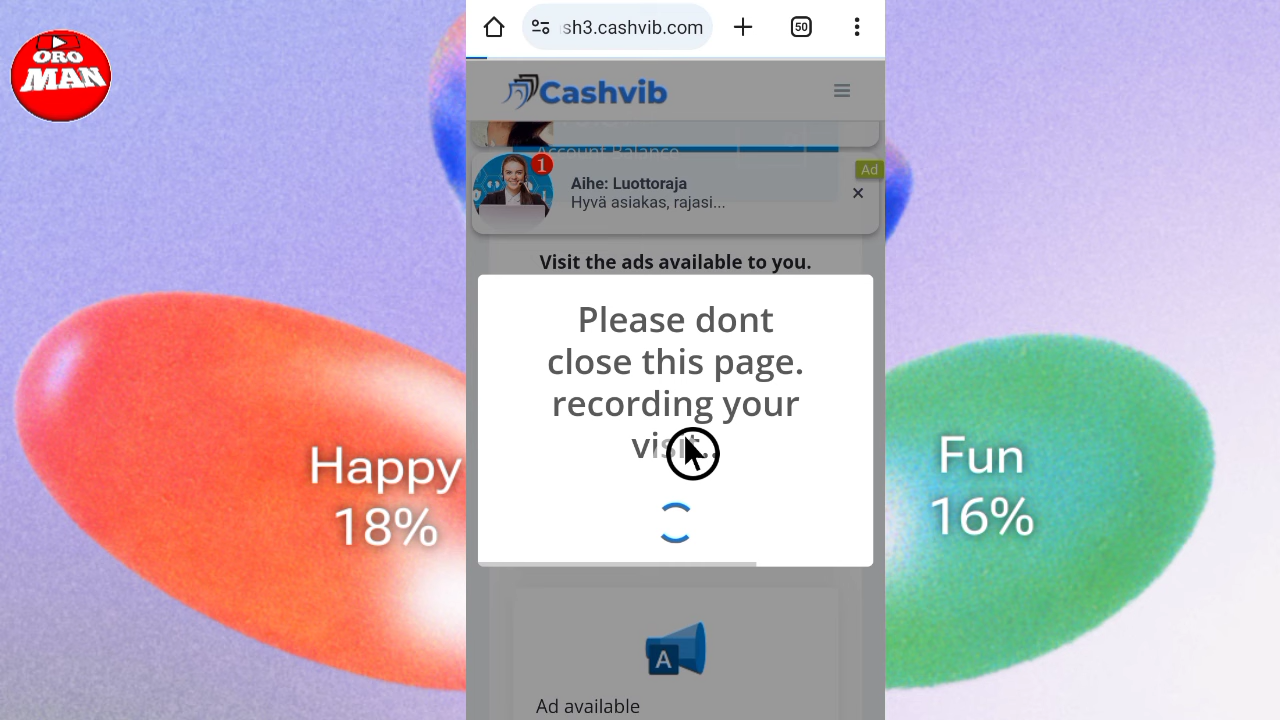 ORO
MAN
sh3.cashvib.com
50
Cashvib
Account Balance
1
Ad
Aihe: Luottoraja
Hyvä asiakas, rajasi...
Visit the ads available to you.
Please dont
close this page.
recording your
visit..
Happy
18%
Fun
16%
A
Ad available